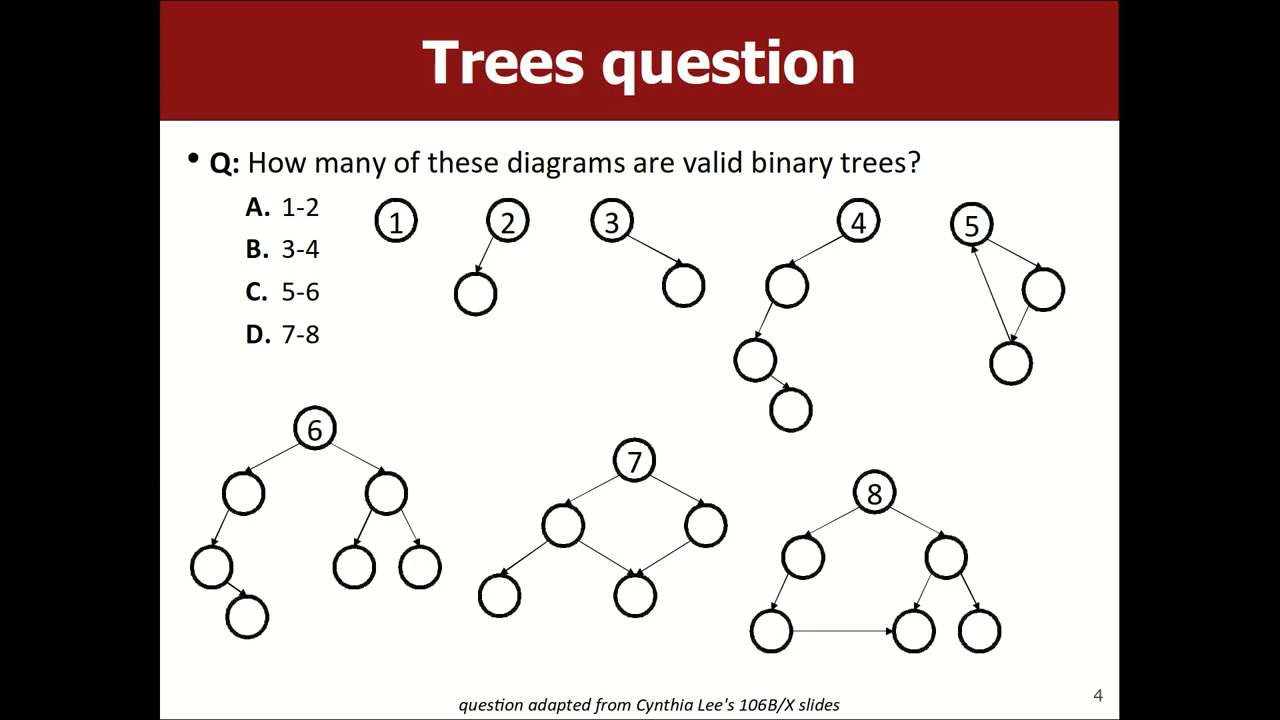 Trees question
• Q: How many of these diagrams are valid binary trees?
A. 1-2
B. 3-4
C. 5-6
D. 7-8
1 2 3 4 5
6
7
8
question adapted from Cynthia Lee's 106B/X slides
4